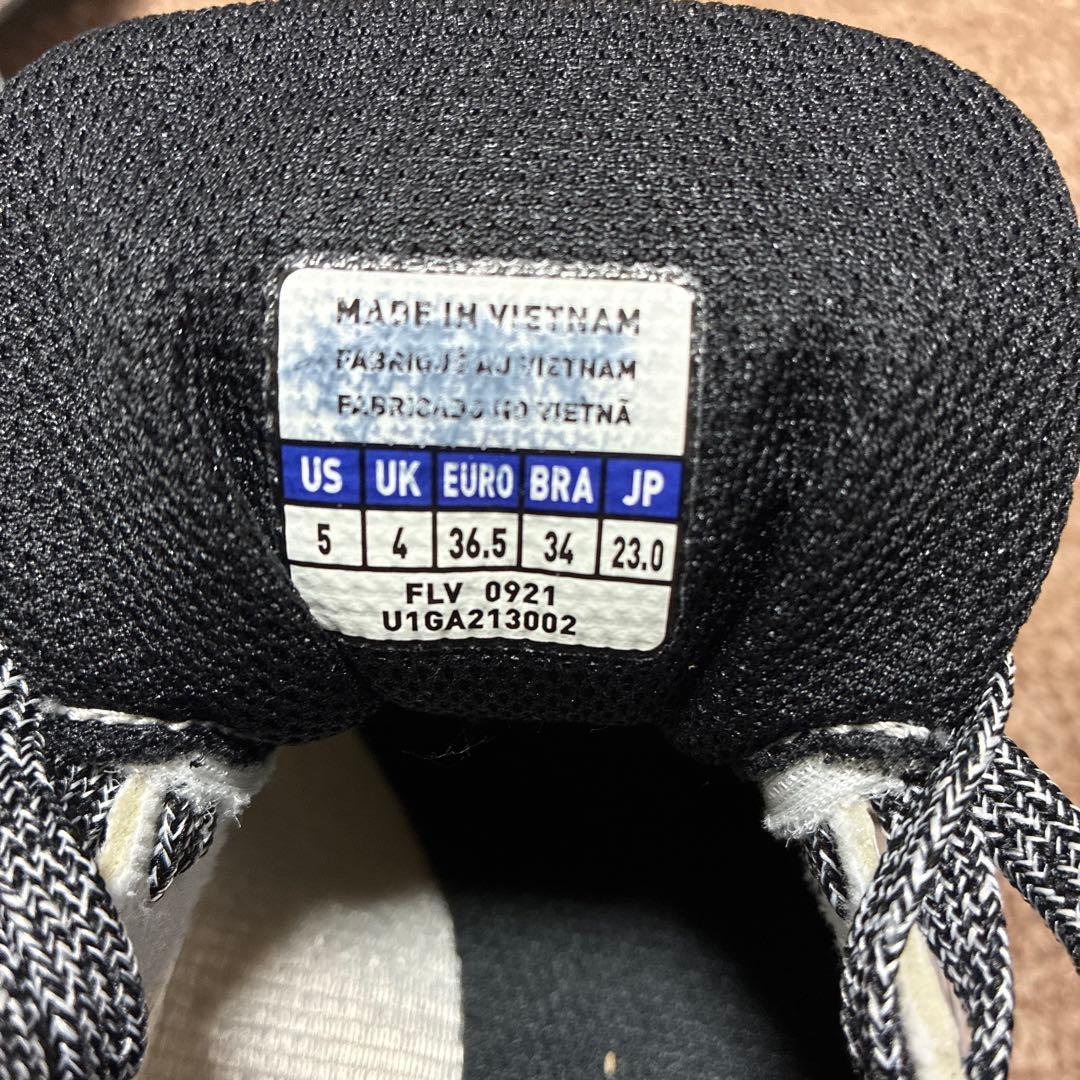 MADE IN VIETNAM
FABRIQUÉ AU VIETNAM
FABRICADO NO VIETNÃ
US UK EURO BRA JP
5 4 36.5 34 23.0
FLV 0921
U1GA213002